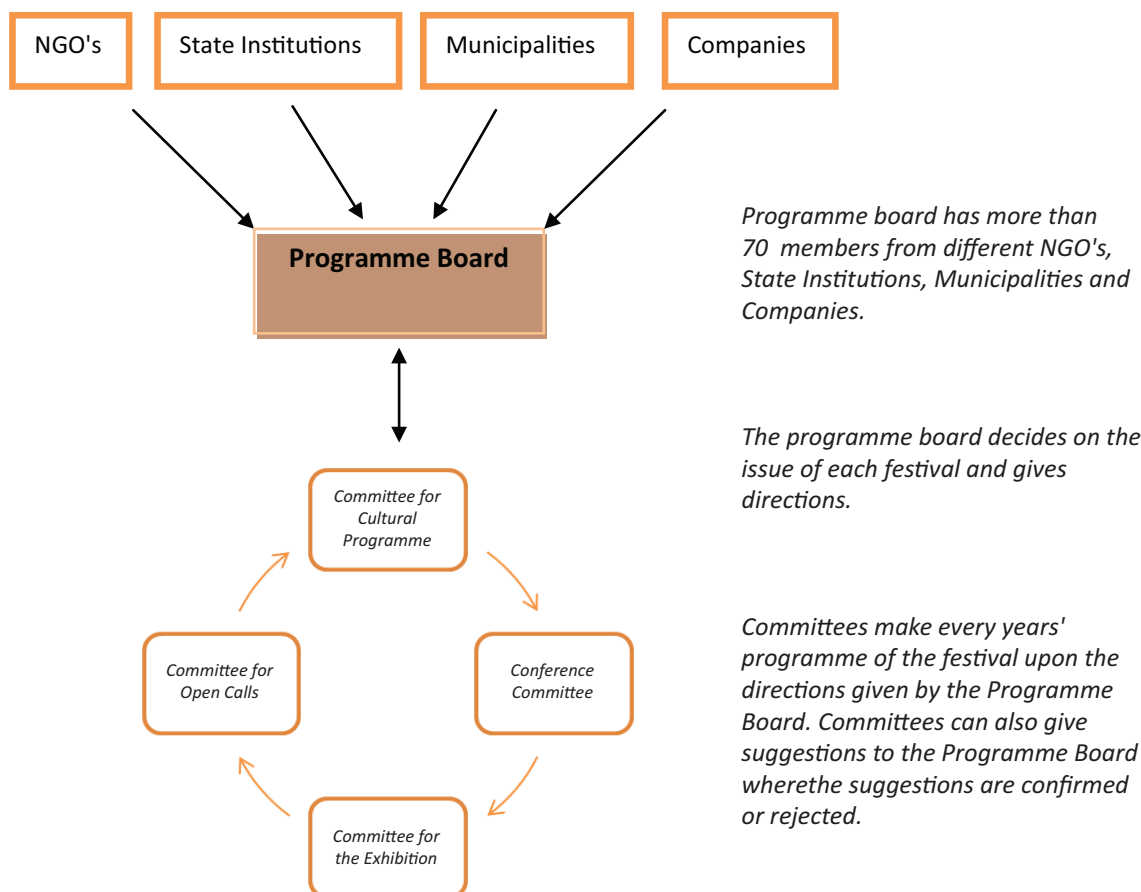 NGO's
State Institutions
Municipalities
Companies
Programme Board
Programme board has more than
70 members from different NGO's,
State Institutions, Municipalities and
Companies.
The programme board decides on the
issue of each festival and gives
directions.
Committee for
Cultural
Programme
Committee for
Open Calls
Conference
Committee
Committee for
the Exhibition
Committees make every years'
programme of the festival upon the
directions given by the Programme
Board. Committees can also give
suggestions to the Programme Board
wherethe suggestions are confirmed
or rejected.